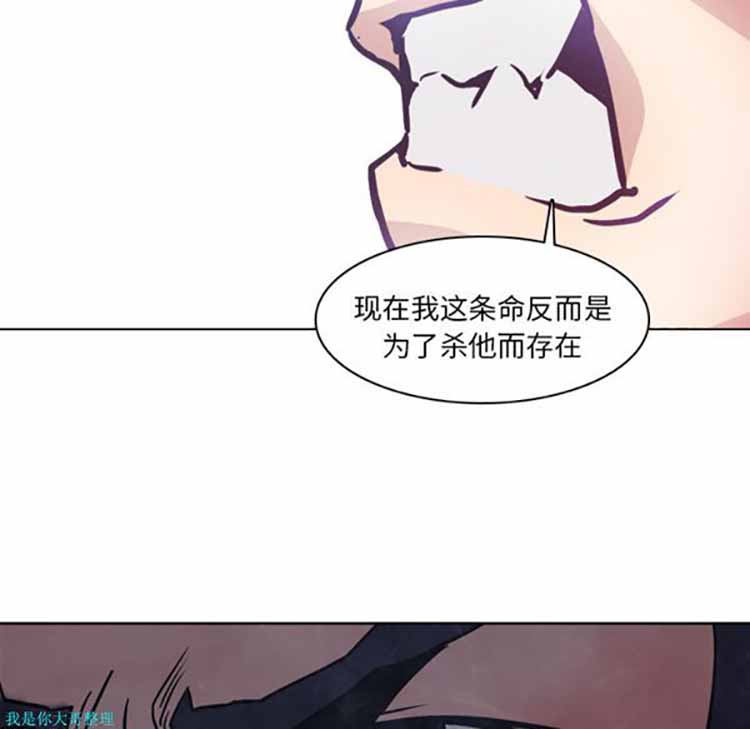 现在我这条命反而是
为了杀他而存在
我是你大哥整理